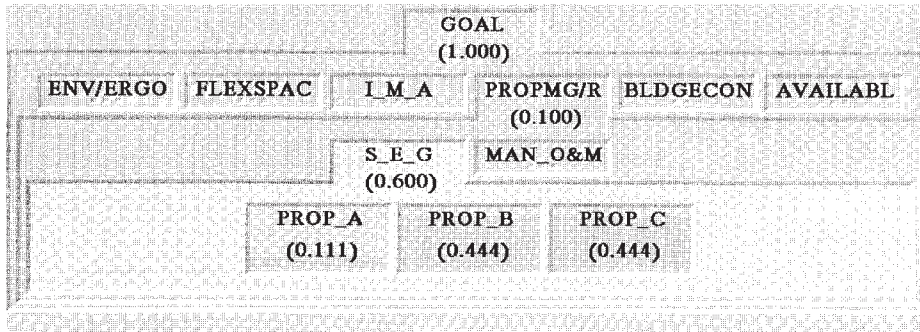 GOAL
(1.000)
ENV/ERGO FLEXSPAC I_M_A PROPMG/R BLDGECON AVAILABL
(0.100)
S_E_G MAN_O&M
(0.600)
PROP_A PROP_B PROP_C
(0.111) (0.444) (0.444)